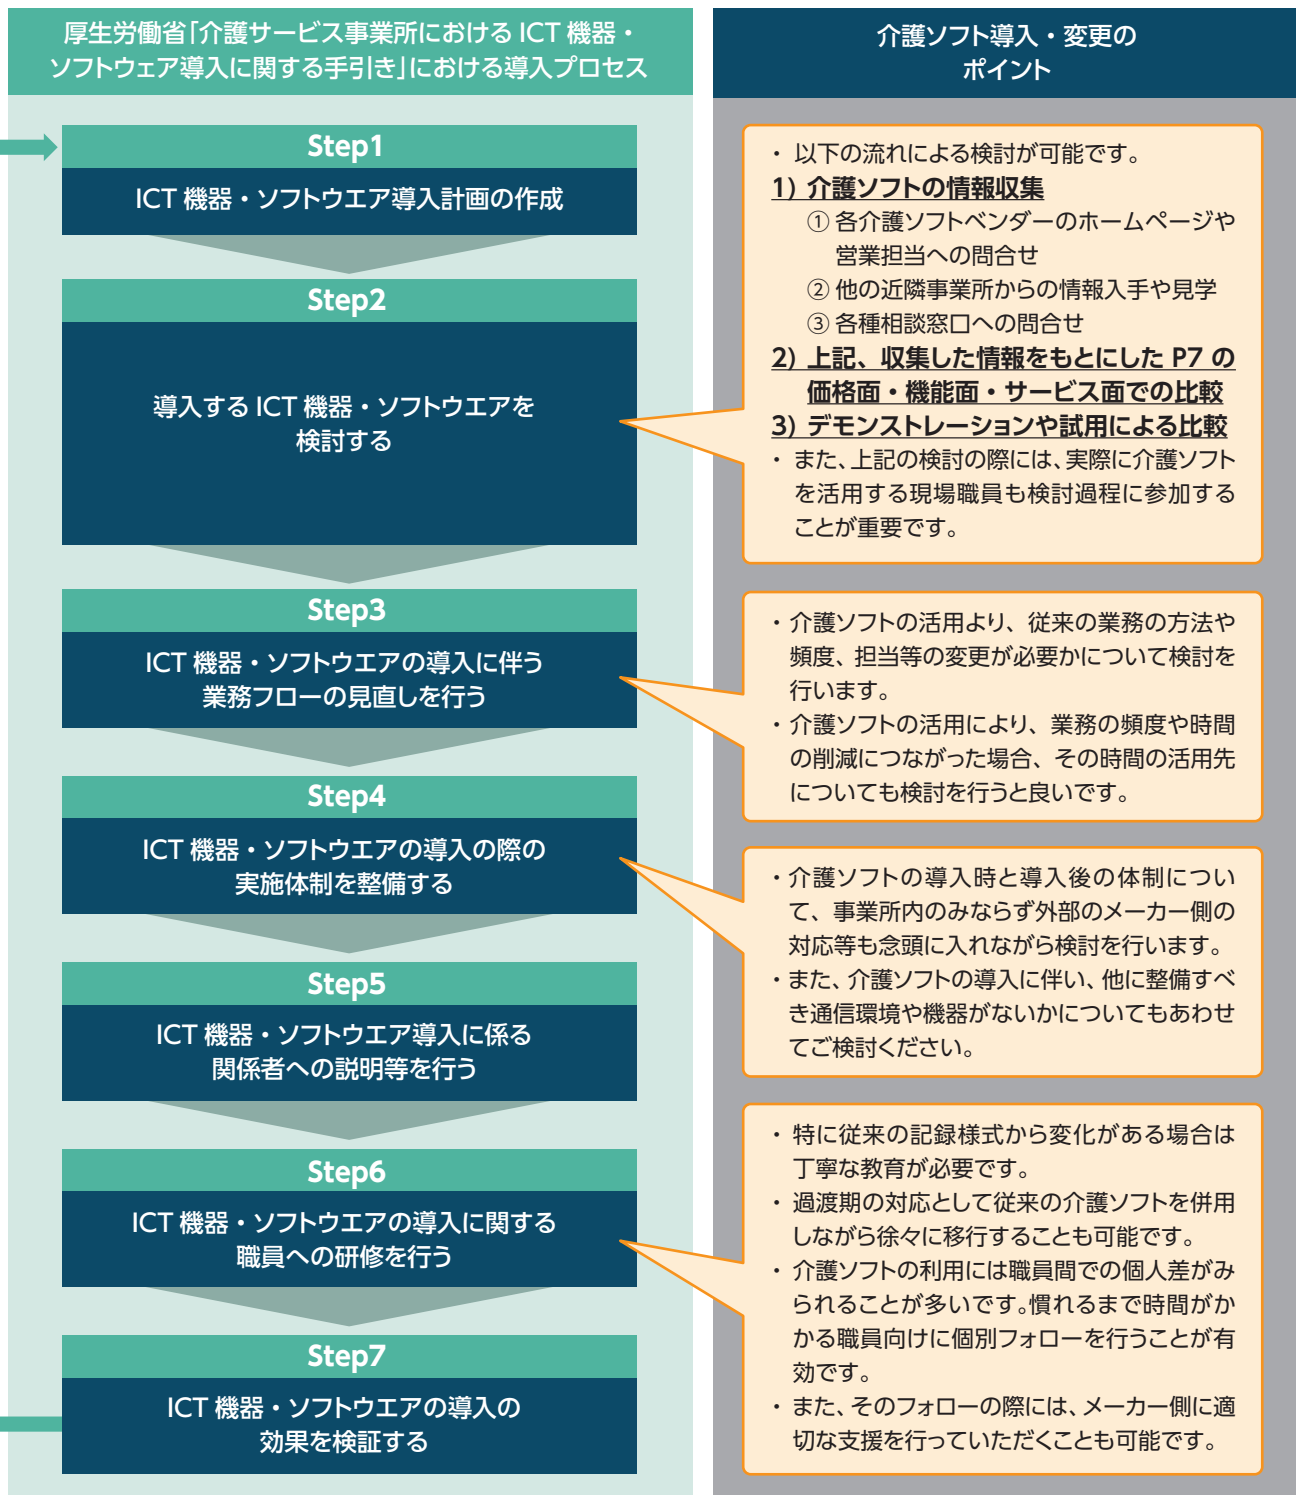 厚生労働省「介護サービス事業所における ICT 機器・
ソフトウェア導入に関する手引き」における導入プロセス
Step1
ICT 機器・ソフトウエア導入計画の作成
Step2
導入する ICT 機器・ソフトウエアを
検討する
Step3
ICT 機器・ソフトウエアの導入に伴う
業務フローの見直しを行う
Step4
ICT 機器・ソフトウエアの導入の際の
実施体制を整備する
Step5
ICT 機器・ソフトウエア導入に係る
関係者への説明等を行う
Step6
ICT 機器・ソフトウエアの導入に関する
職員への研修を行う
Step7
ICT 機器・ソフトウエアの導入の
効果を検証する
介護ソフト導入・変更の
ポイント
・ 以下の流れによる検討が可能です。
1) 介護ソフトの情報収集
① 各介護ソフトベンダーのホームページや
営業担当への問合せ
② 他の近隣事業所からの情報入手や見学
③ 各種相談窓口への問合せ
2) 上記、収集した情報をもとにした P7 の
価格面・機能面・サービス面での比較
3) デモンストレーションや試用による比較
・ また、上記の検討の際には、実際に介護ソフト
を活用する現場職員も検討過程に参加する
ことが重要です。
・介護ソフトの活用より、従来の業務の方法や
頻度、担当等の変更が必要かについて検討を
行います。
・介護ソフトの活用により、業務の頻度や時間
の削減につながった場合、その時間の活用先
についても検討を行うと良いです。
・介護ソフトの導入時と導入後の体制につい
て、事業所内のみならず外部のメーカー側の
対応等も念頭に入れながら検討を行います。
・また、介護ソフトの導入に伴い、他に整備すべ
き通信環境や機器がないかについてもあわせ
てご検討ください。
・ 特に従来の記録様式から変化がある場合は
丁寧な教育が必要です。
・ 過渡期の対応として従来の介護ソフトを併用
しながら徐々に移行することも可能です。
・ 介護ソフトの利用には職員間での個人差がみ
られることが多いです。慣れるまで時間がか
かる職員向けに個別フォローを行うことが有
効です。
・ また、そのフォローの際には、メーカー側に適
切な支援を行っていただくことも可能です。